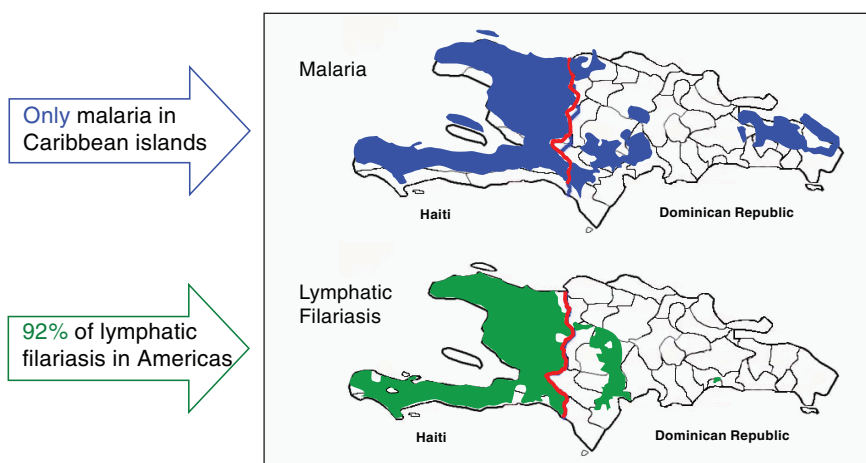 Only malaria in
Caribbean islands
Malaria
Haiti
Dominican Republic
92% of lymphatic
filariasis in Americas
Lymphatic
Filariasis
Haiti
Dominican Republic